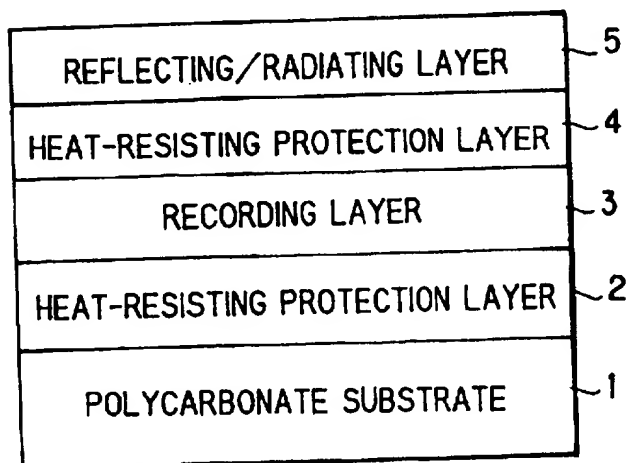 REFLECTING/RADIATING LAYER 5
HEAT-RESISTING PROTECTION LAYER 4
RECORDING LAYER 3
HEAT-RESISTING PROTECTION LAYER 2
POLYCARBONATE SUBSTRATE 1